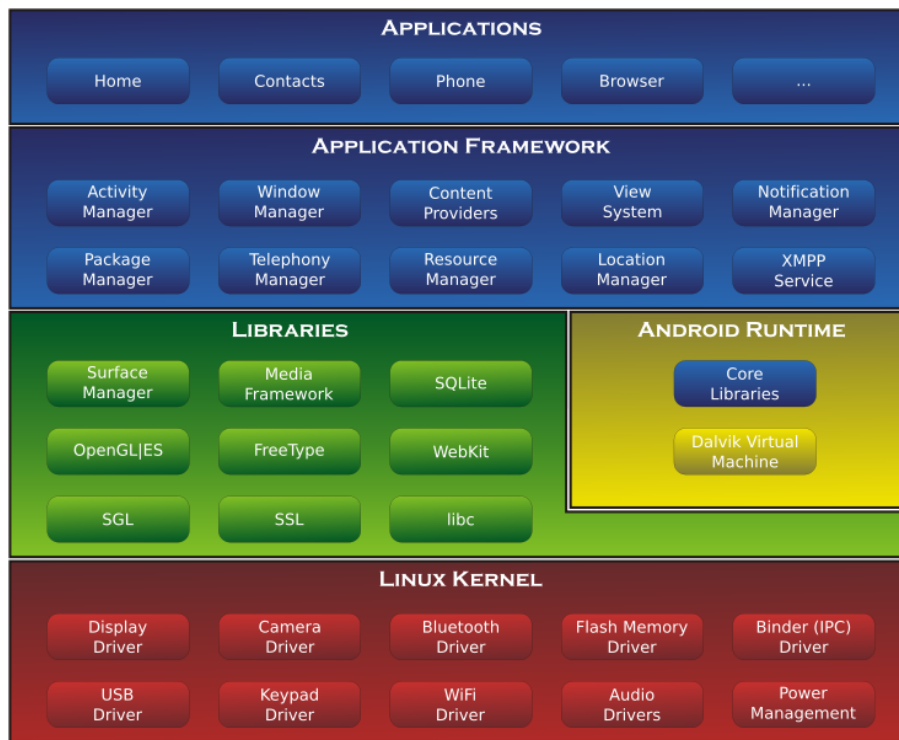 APPLICATIONS
Home
Contacts
Phone
Browser
...
APPLICATION FRAMEWORK
Activity
Manager
Window
Manager
Content
Providers
View
System
Notification
Manager
Package
Manager
Telephony
Manager
Resource
Manager
Location
Manager
XMPP
Service
LIBRARIES
Surface
Manager
Media
Framework
SQLite
OpenGL|ES
FreeType
WebKit
SGL
SSL
libc
ANDROID RUNTIME
Core
Libraries
Dalvik Virtual
Machine
LINUX KERNEL
Display
Driver
Camera
Driver
Bluetooth
Driver
Flash Memory
Driver
Binder (IPC)
Driver
USB
Driver
Keypad
Driver
WiFi
Driver
Audio
Drivers
Power
Management